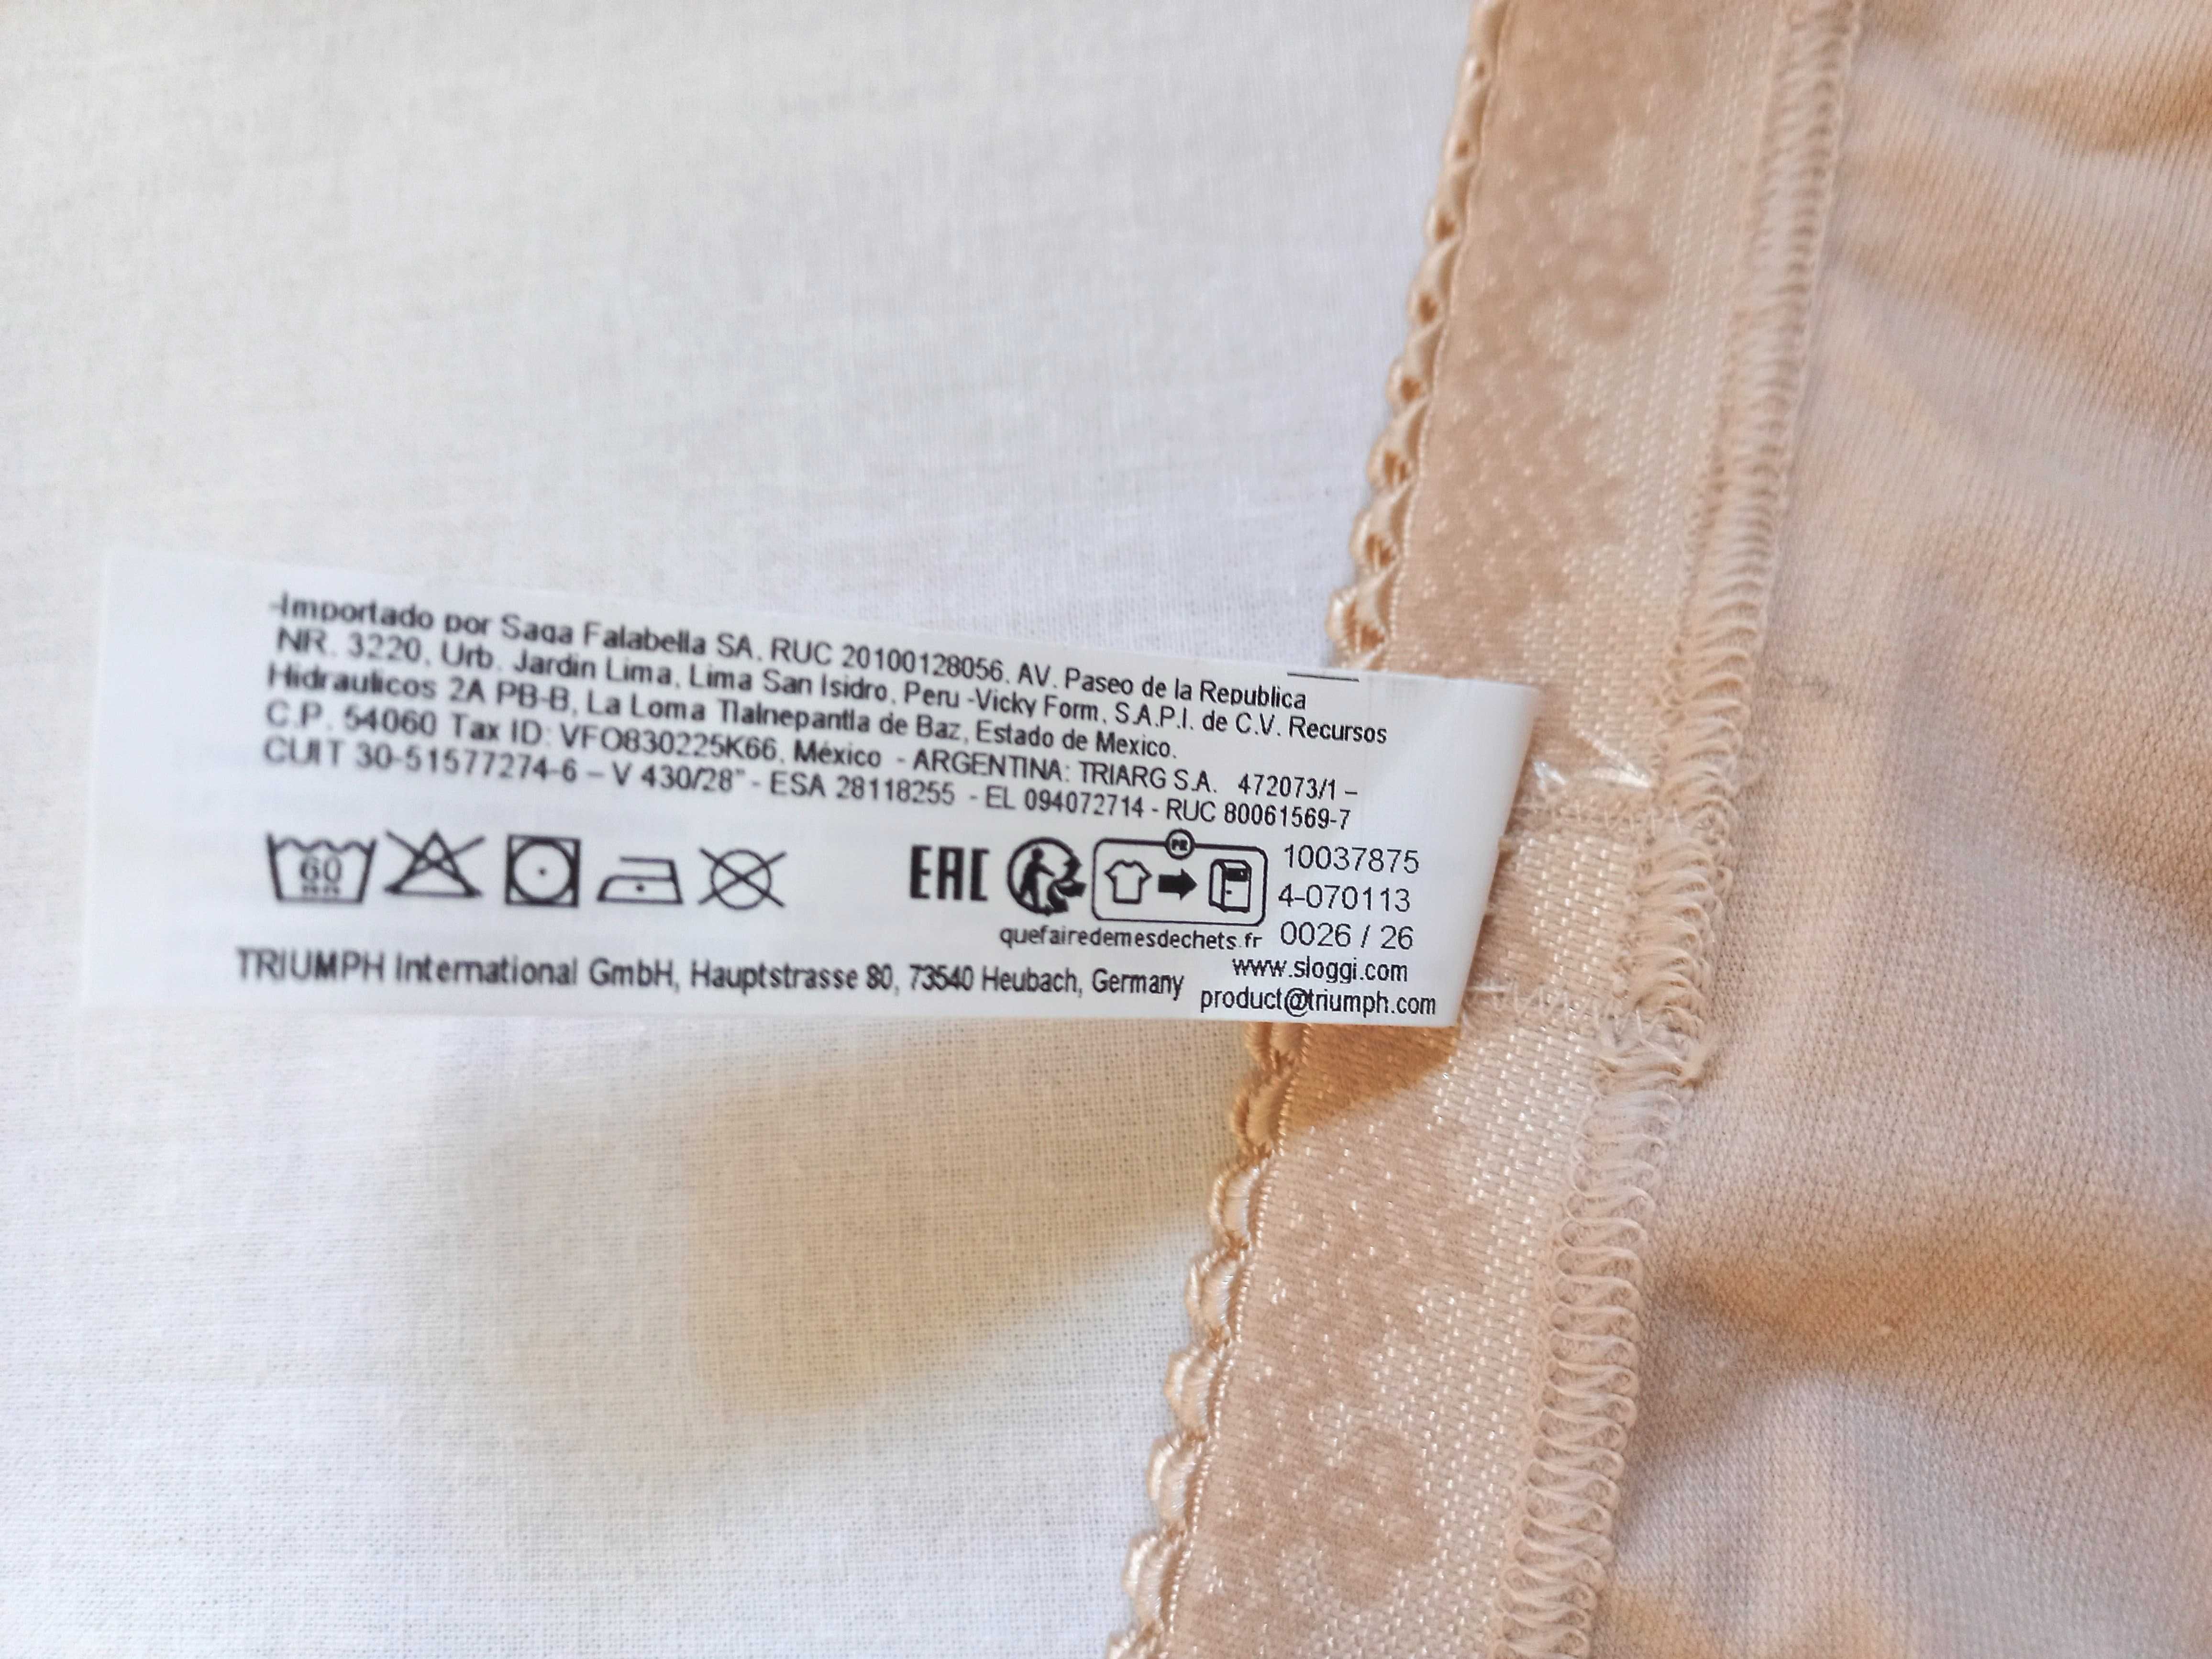 -Importado por Saga Falabella SA. RUC 20100128056. AV. Paseo de la Republica
NR. 3220, Urb. Jardin Lima, Lima San Isidro, Peru -Vicky Form, S.A.P.I. de C.V. Recursos
Hidraulicos 2A PB-B, La Loma Tlalnepantla de Baz, Estado de Mexico.
C.P. 54060 Tax ID: VFO830225K66, México - ARGENTINA: TRIARG S.A. 472073/1 –
CUIT 30-51577274-6 – V 430/28" - ESA 28118255 - EL 094072714 - RUC 80061569-7
60
EAC
FR
10037875
4-070113
quefairedemesdechets.fr 0026 / 26
www.sloggi.com
TRIUMPH International GmbH, Hauptstrasse 80, 73540 Heubach, Germany
product@triumph.com